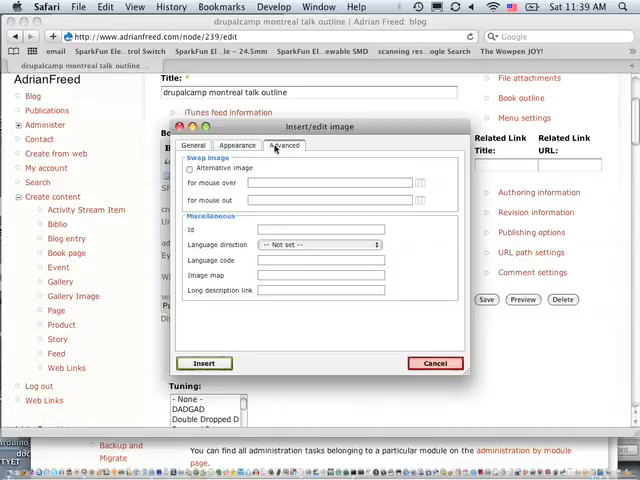 Safari File Edit View History Bookmarks Develop Window Help Sat 11:39 AM
drupalcamp montreal talk outline | Adrian Freed: blog
http://www.adrianfreed.com/node/239/edit
Google
email SparkFun Ele...trol Switch SparkFun El...le - 24.5mm SparkFun El...ewable SMD scanning res...ogle Search The Wowpen JOY!
drupalcamp montreal talk outline...
AdrianFreed
Blog
Publications
Administer
Contact
Create from web
My account
Search
Create content
Activity Stream Item
Biblio
Blog entry
Book page
Event
Gallery
Gallery Image
Page
Product
Story
Feed
Web Links
Log out
Web Links
Title: *
drupalcamp montreal talk outline
iTunes feed information
File attachments
Book outline
Menu settings
Related Link Title:
Related Link URL:
Authoring information
Revision information
Publishing options
URL path settings
Comment settings
Save Preview Delete
Insert/edit image
General Appearance Advanced
Swap image
Alternative image
for mouse over
for mouse out
Miscellaneous
Id
Language direction -- Not set --
Language code
Image map
Long description link
Insert Cancel
Tuning:
- None -
DADGAD
Double Dropped D
Backup and
Migrate
You can find all administration tasks belonging to a particular module on the administration by module
page.